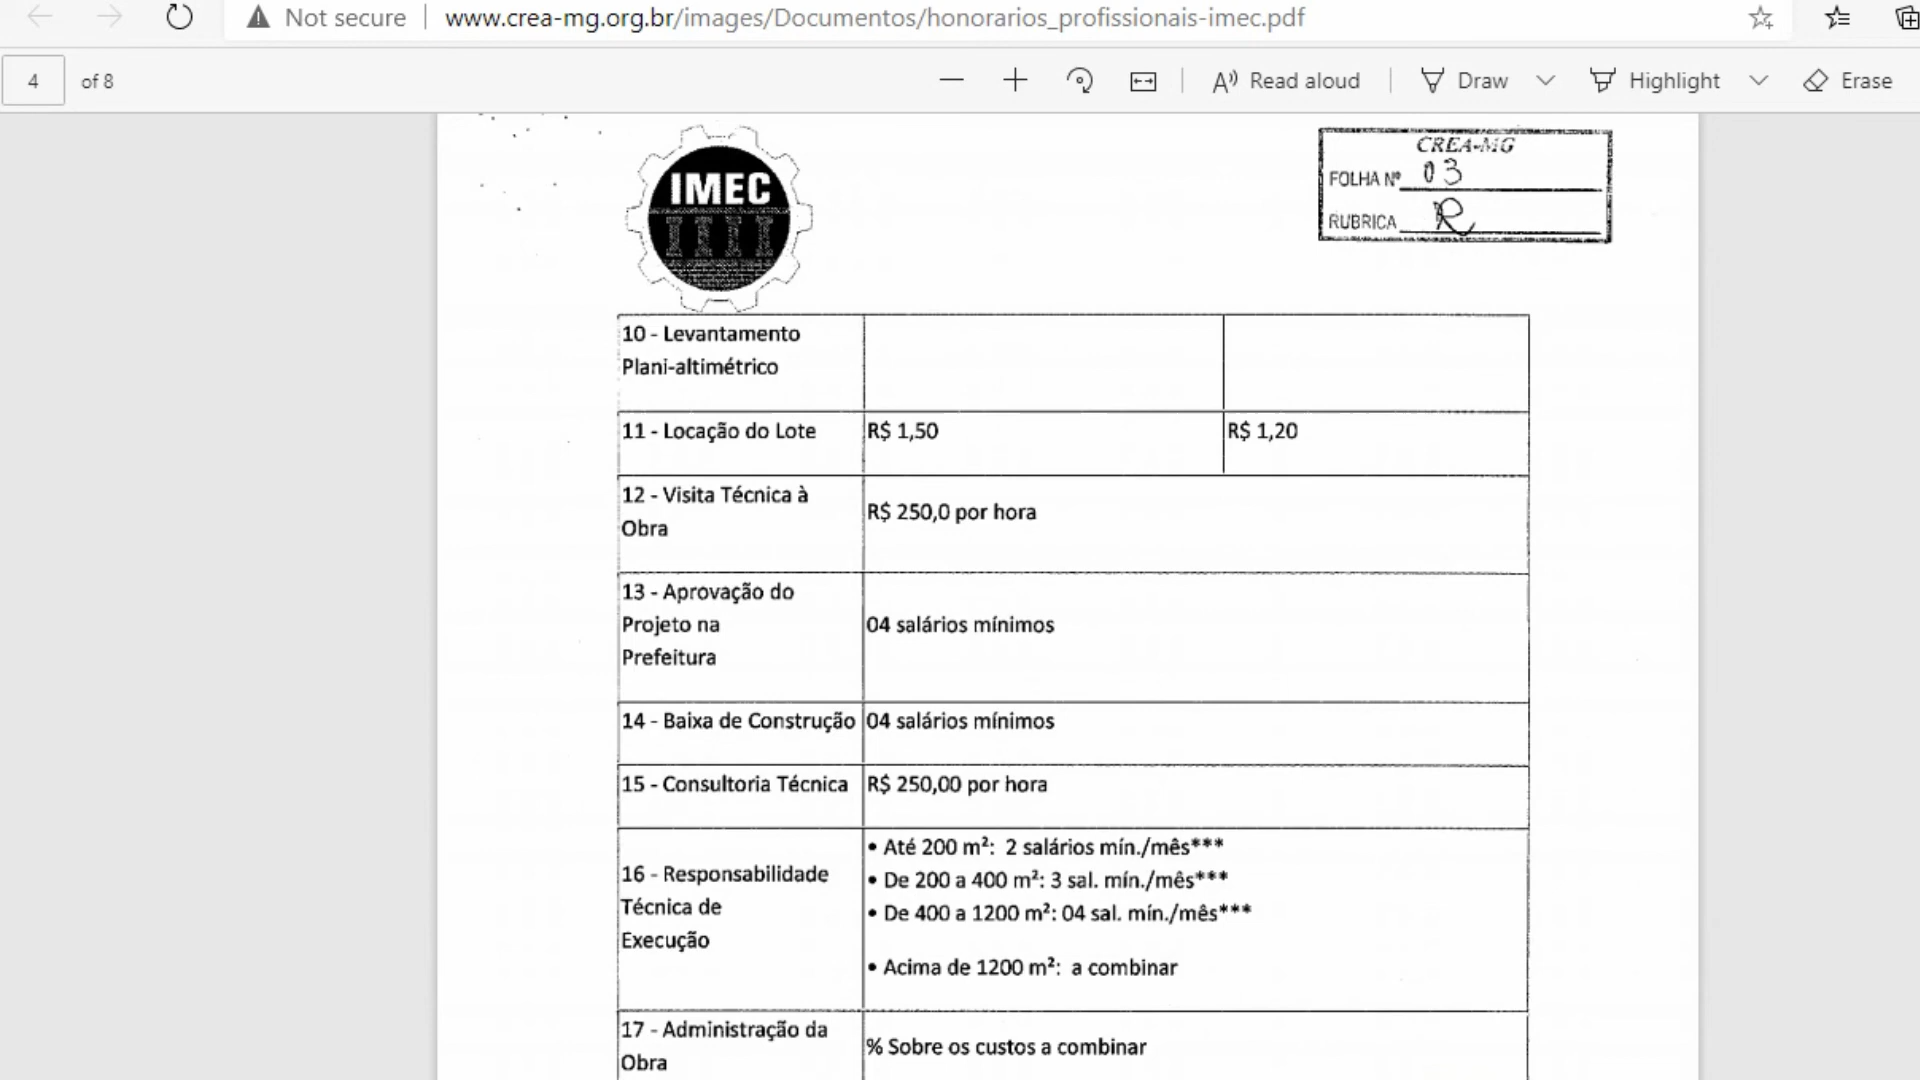 Not secure www.crea-mg.org.br/images/Documentos/honorarios_profissionais-imec.pdf
4 of 8 Read aloud Draw Highlight Erase
IMEC
CREA-MG
FOLHA Nº 03
RUBRICA
10 - Levantamento
Plani-altimétrico
11 - Locação do Lote R$ 1,50 R$ 1,20
12 - Visita Técnica à
Obra
R$ 250,0 por hora
13 - Aprovação do
Projeto na
Prefeitura
04 salários mínimos
14 - Baixa de Construção 04 salários mínimos
15 - Consultoria Técnica R$ 250,00 por hora
16 - Responsabilidade
Técnica de
Execução
• Até 200 m²: 2 salários mín./mês***
• De 200 a 400 m²: 3 sal. mín./mês***
• De 400 a 1200 m²: 04 sal. mín./mês***
• Acima de 1200 m²: a combinar
17 - Administração da
Obra
% Sobre os custos a combinar